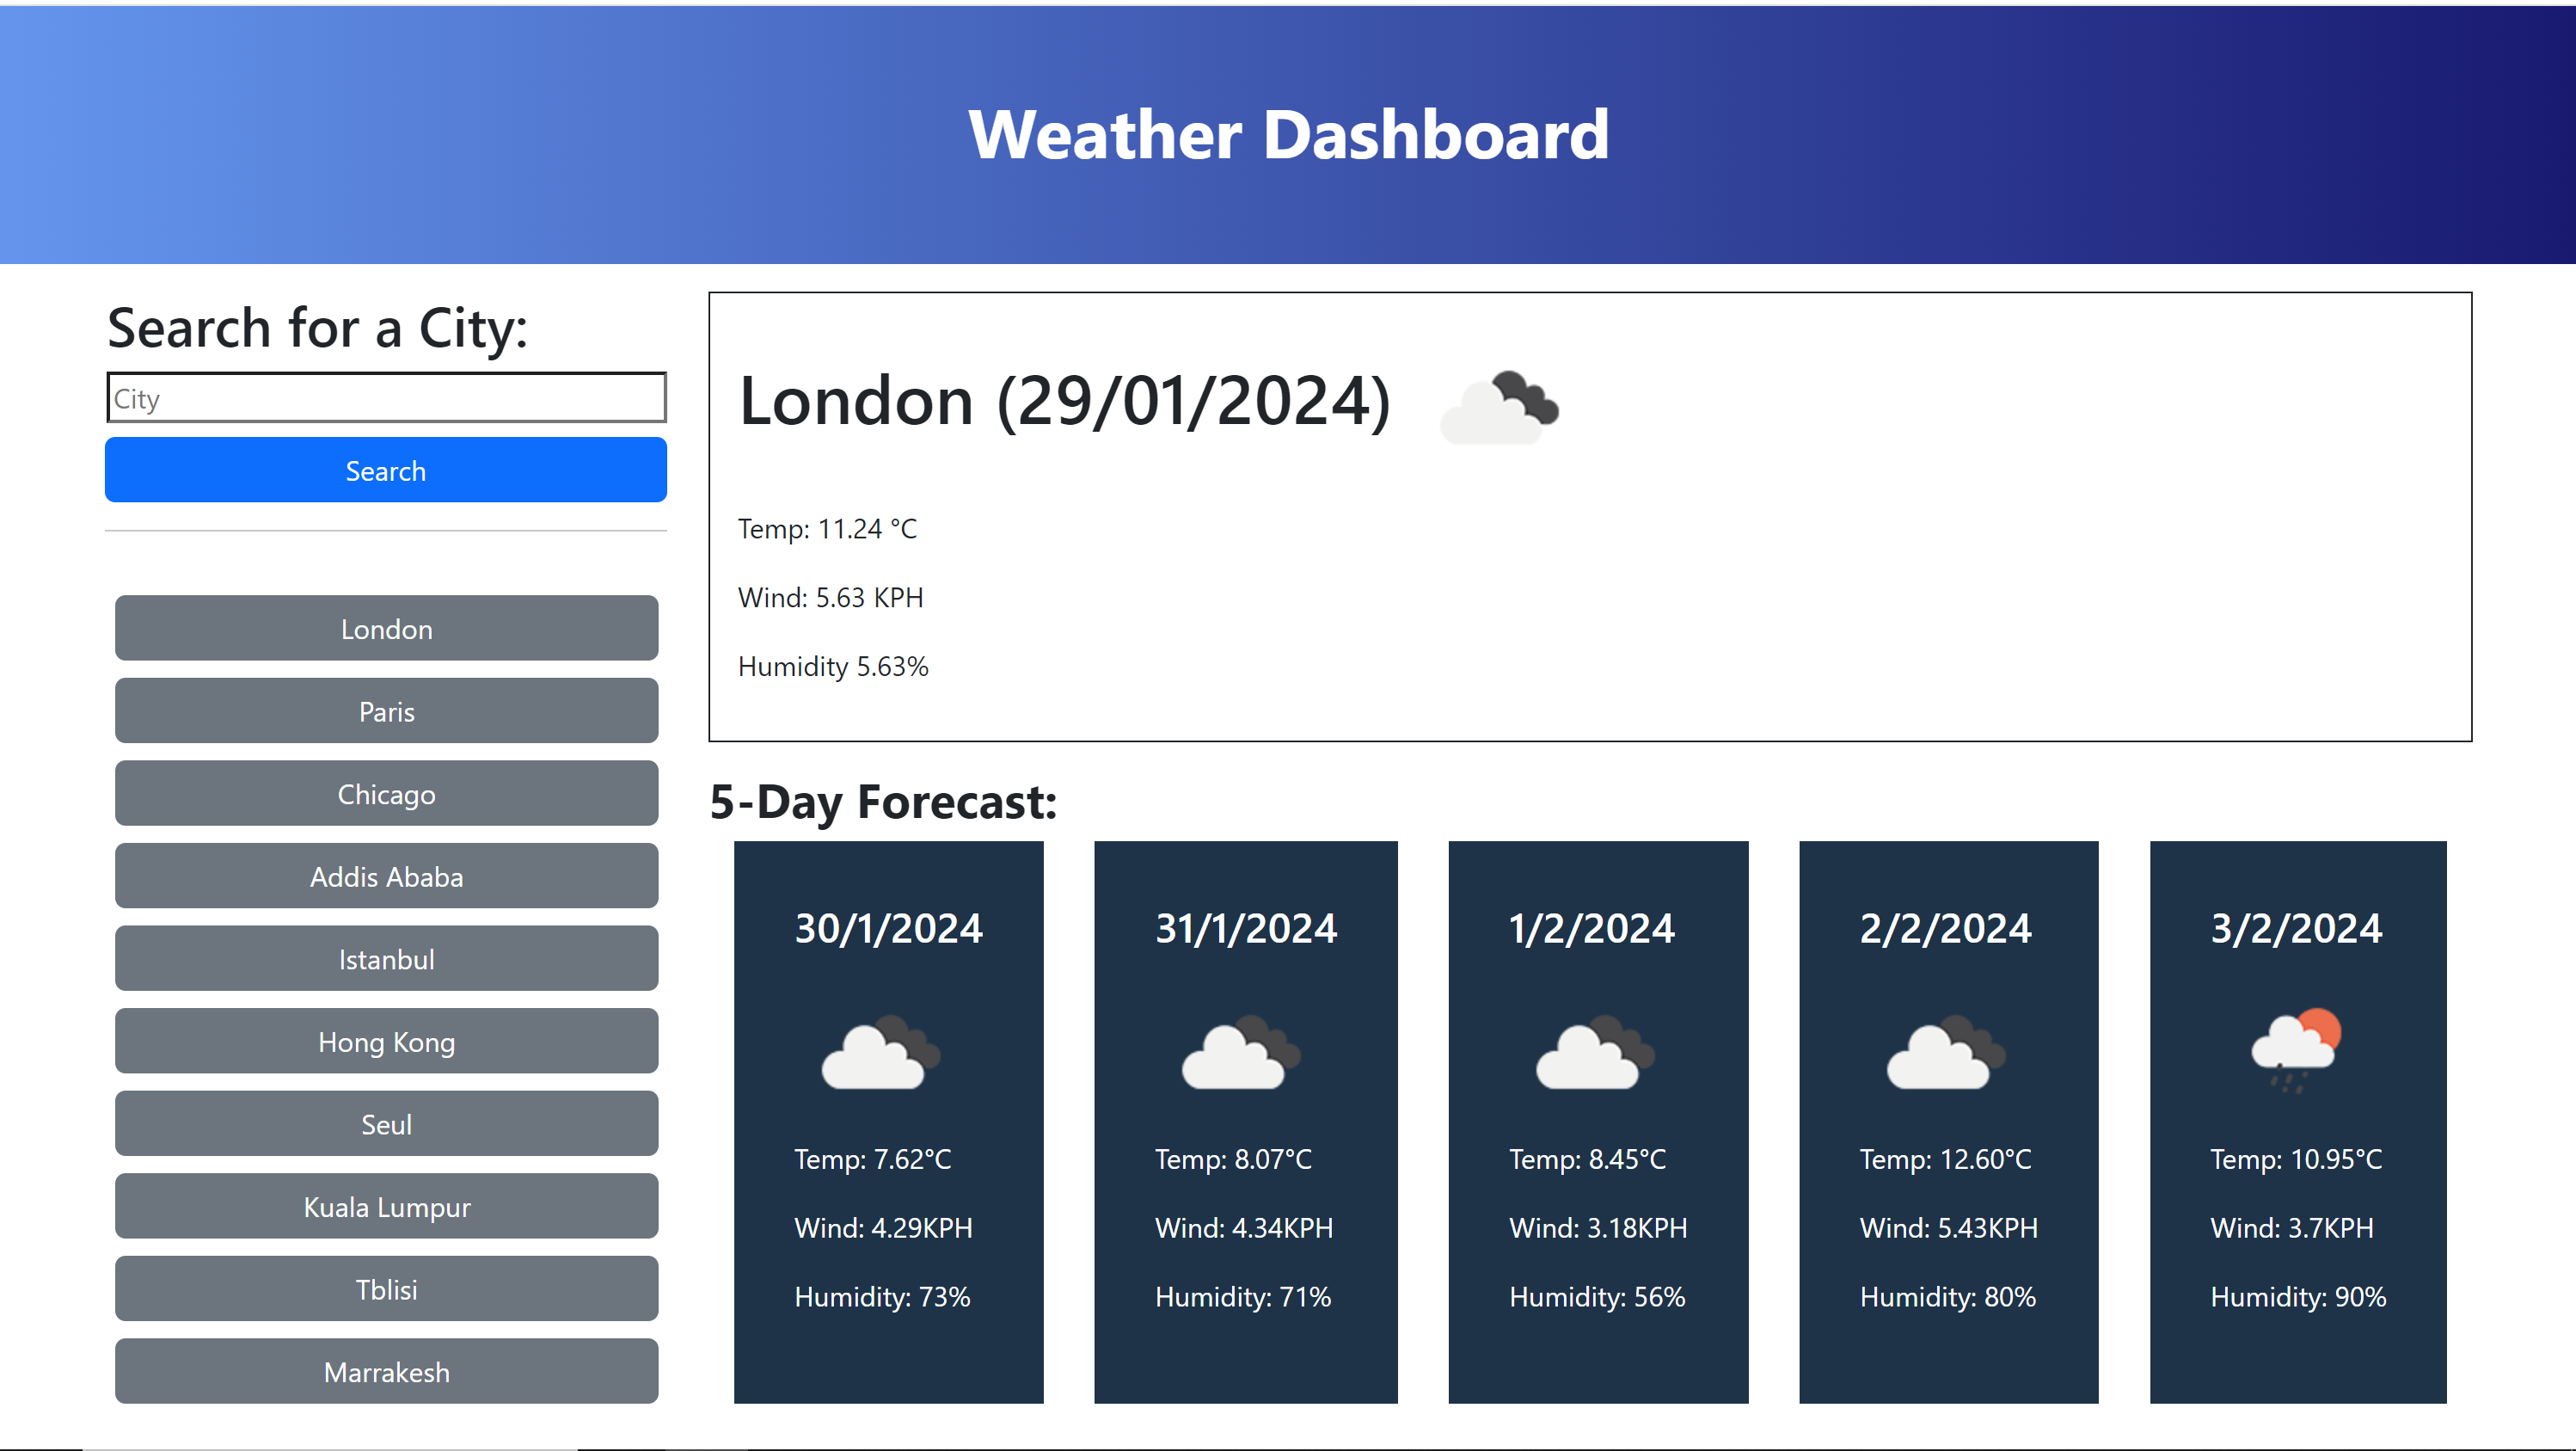 Weather Dashboard
Search for a City:
City
Search
London
Paris
Chicago
Addis Ababa
Istanbul
Hong Kong
Seul
Kuala Lumpur
Tblisi
Marrakesh
London (29/01/2024)
Temp: 11.24 °C
Wind: 5.63 KPH
Humidity 5.63%
5-Day Forecast:
30/1/2024
Temp: 7.62°C
Wind: 4.29KPH
Humidity: 73%
31/1/2024
Temp: 8.07°C
Wind: 4.34KPH
Humidity: 71%
1/2/2024
Temp: 8.45°C
Wind: 3.18KPH
Humidity: 56%
2/2/2024
Temp: 12.60°C
Wind: 5.43KPH
Humidity: 80%
3/2/2024
Temp: 10.95°C
Wind: 3.7KPH
Humidity: 90%